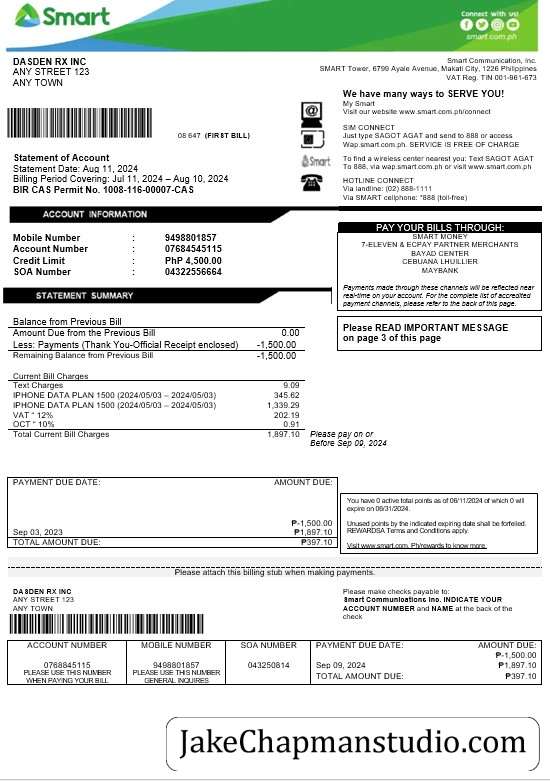 Smart
Connect with us!
smart.com.ph
DASDEN RX INC
ANY STREET 123
ANY TOWN
Smart Communication, Inc.
SMART Tower, 6799 Ayale Avenue, Makati City, 1226 Philippines
VAT Reg. TIN 001-961-673
08 647 (FIRST BILL)
We have many ways to SERVE YOU!
My Smart
Visit our website www.smart.com.ph/connect
SIM CONNECT
Just type SAGOT AGAT and send to 888 or access
Wap.smart.com.ph. SERVICE IS FREE OF CHARGE
Smart
To find a wireless center nearest you: Text SAGOT AGAT
To 888, via wap.smart.com.ph or visit www.smart.com.ph
HOTLINE CONNECT
Via landline: (02) 888-1111
Via SMART cellphone: *888 (toll-free)
Statement of Account
Statement Date: Aug 11, 2024
Billing Period Covering: Jul 11, 2024 – Aug 10, 2024
BIR CAS Permit No. 1008-116-00007-CAS
ACCOUNT INFORMATION
Mobile Number : 9498801857
Account Number : 07684545115
Credit Limit : PhP 4,500.00
SOA Number : 04322556664
PAY YOUR BILLS THROUGH:
SMART MONEY
7-ELEVEN & ECPAY PARTNER MERCHANTS
BAYAD CENTER
CEBUANA LHUILLIER
MAYBANK
Payments made through these channels will be reflected near
real-time on your account. For the complete list of accredited
payment channels, please refer to the back of this page.
STATEMENT SUMMARY
Balance from Previous Bill
Amount Due from the Previous Bill 0.00
Less: Payments (Thank You-Official Receipt enclosed) -1,500.00
Remaining Balance from Previous Bill -1,500.00
Please READ IMPORTANT MESSAGE
on page 3 of this page
Current Bill Charges
Text Charges 9.09
IPHONE DATA PLAN 1500 (2024/05/03 – 2024/05/03) 345.62
IPHONE DATA PLAN 1500 (2024/05/03 – 2024/05/03) 1,339.29
VAT * 12% 202.19
OCT * 10% 0.91
Total Current Bill Charges 1,897.10
Please pay on or
Before Sep 09, 2024
PAYMENT DUE DATE: AMOUNT DUE:
₱-1,500.00
Sep 03, 2023 ₱1,897.10
TOTAL AMOUNT DUE: ₱397.10
You have 0 active total points as of 06/11/2024 of which 0 will
expire on 06/31/2024.
Unused points by the indicated expiring date shall be forfeited.
REWARDSA Terms and Conditions apply.
Visit www.smart.com. Ph/rewards to know more.
Please attach this billing stub when making payments.
DASDEN RX INC
ANY STREET 123
ANY TOWN
Please make checks payable to:
Smart Communications Inc. INDICATE YOUR
ACCOUNT NUMBER and NAME at the back of the
check
ACCOUNT NUMBER
0768845115
PLEASE USE THIS NUMBER
WHEN PAYING YOUR BILL
MOBILE NUMBER
9498801857
PLEASE USE THIS NUMBER
GENERAL INQUIRES
SOA NUMBER
043250814
PAYMENT DUE DATE: AMOUNT DUE:
₱-1,500.00
Sep 09, 2024 ₱1,897.10
TOTAL AMOUNT DUE: ₱397.10
JakeChapmanstudio.com